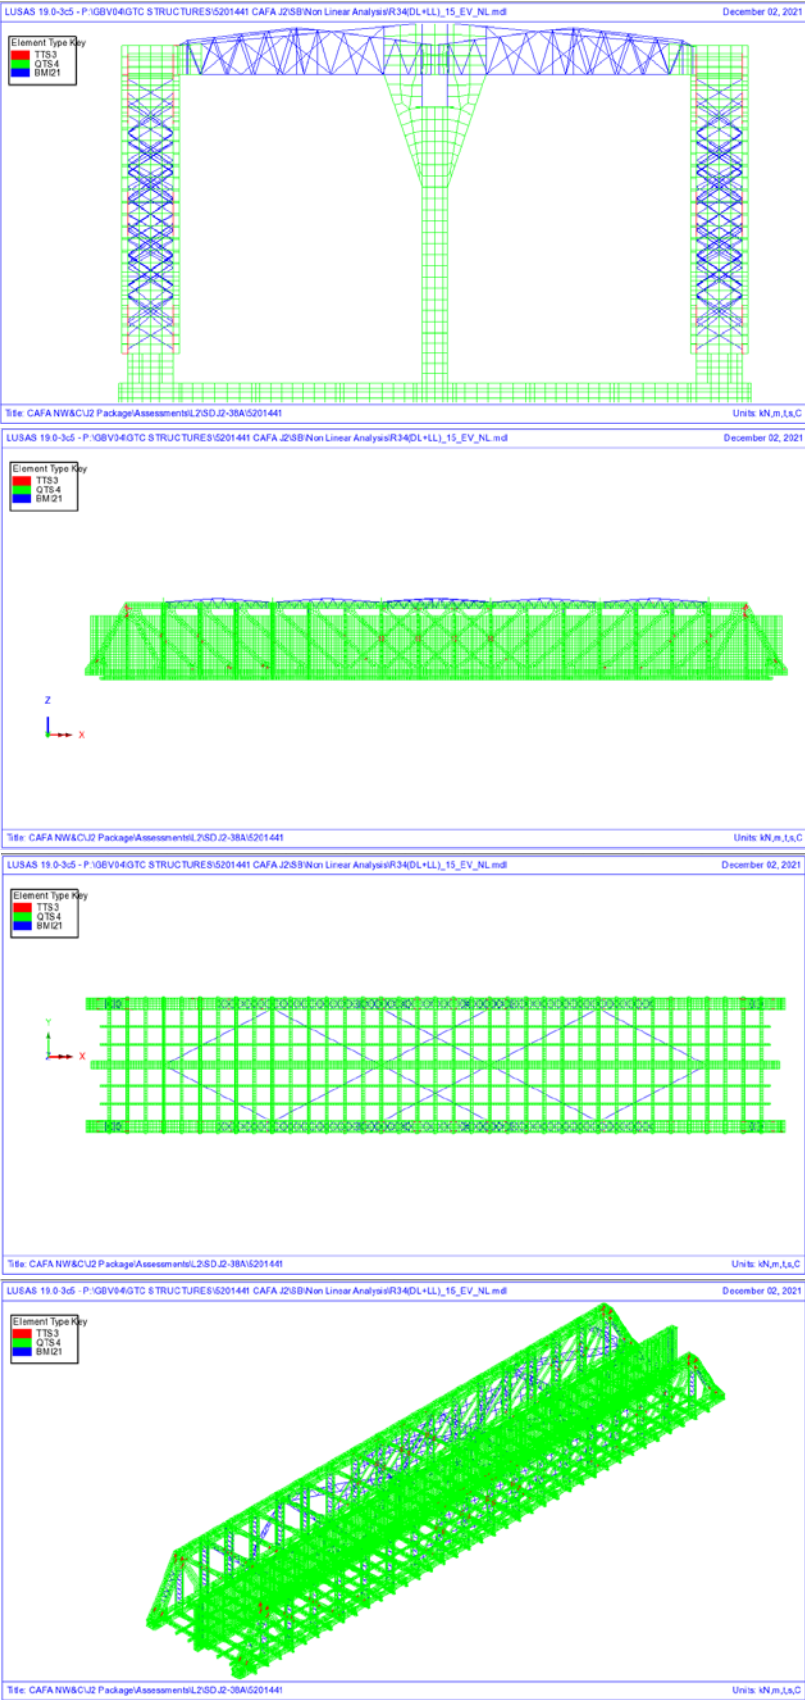 LUSAS 19.0-3c5 - P:\GBV04\GTC STRUCTURES\5201441 CAFA J2\SB\Non Linear Analysis\R34(DL+LL)_15_EV_NL.mdl December 02, 2021
Element Type Key
TTS3
QTS4
BMI21
Title: CAFA NW&C\J2 Package\Assessments\L2\SDJ2-38A\5201441 Units: kN,m,t,s,C
LUSAS 19.0-3c5 - P:\GBV04\GTC STRUCTURES\5201441 CAFA J2\SB\Non Linear Analysis\R34(DL+LL)_15_EV_NL.mdl December 02, 2021
Element Type Key
TTS3
QTS4
BMI21
Z
X
Title: CAFA NW&C\J2 Package\Assessments\L2\SDJ2-38A\5201441 Units: kN,m,t,s,C
LUSAS 19.0-3c5 - P:\GBV04\GTC STRUCTURES\5201441 CAFA J2\SB\Non Linear Analysis\R34(DL+LL)_15_EV_NL.mdl December 02, 2021
Element Type Key
TTS3
QTS4
BMI21
Y
Z X
Title: CAFA NW&C\J2 Package\Assessments\L2\SDJ2-38A\5201441 Units: kN,m,t,s,C
LUSAS 19.0-3c5 - P:\GBV04\GTC STRUCTURES\5201441 CAFA J2\SB\Non Linear Analysis\R34(DL+LL)_15_EV_NL.mdl December 02, 2021
Element Type Key
TTS3
QTS4
BMI21
Title: CAFA NW&C\J2 Package\Assessments\L2\SDJ2-38A\5201441 Units: kN,m,t,s,C